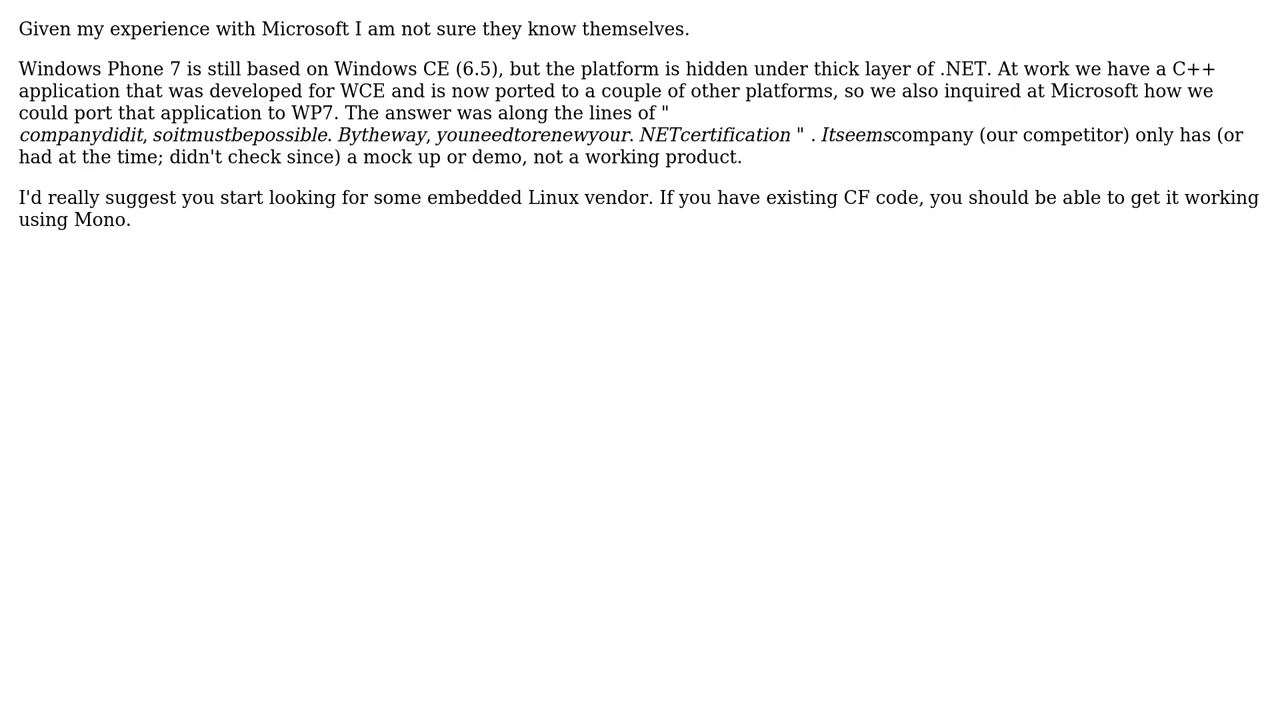 Given my experience with Microsoft I am not sure they know themselves.
Windows Phone 7 is still based on Windows CE (6.5), but the platform is hidden under thick layer of .NET. At work we have a C++
application that was developed for WCE and is now ported to a couple of other platforms, so we also inquired at Microsoft how we
could port that application to WP7. The answer was along the lines of "
companydidit, soitmustbepossible. Bytheway, youneedtorenewyour. NETcertification " . Itseemscompany (our competitor) only has (or
had at the time; didn't check since) a mock up or demo, not a working product.
I'd really suggest you start looking for some embedded Linux vendor. If you have existing CF code, you should be able to get it working
using Mono.